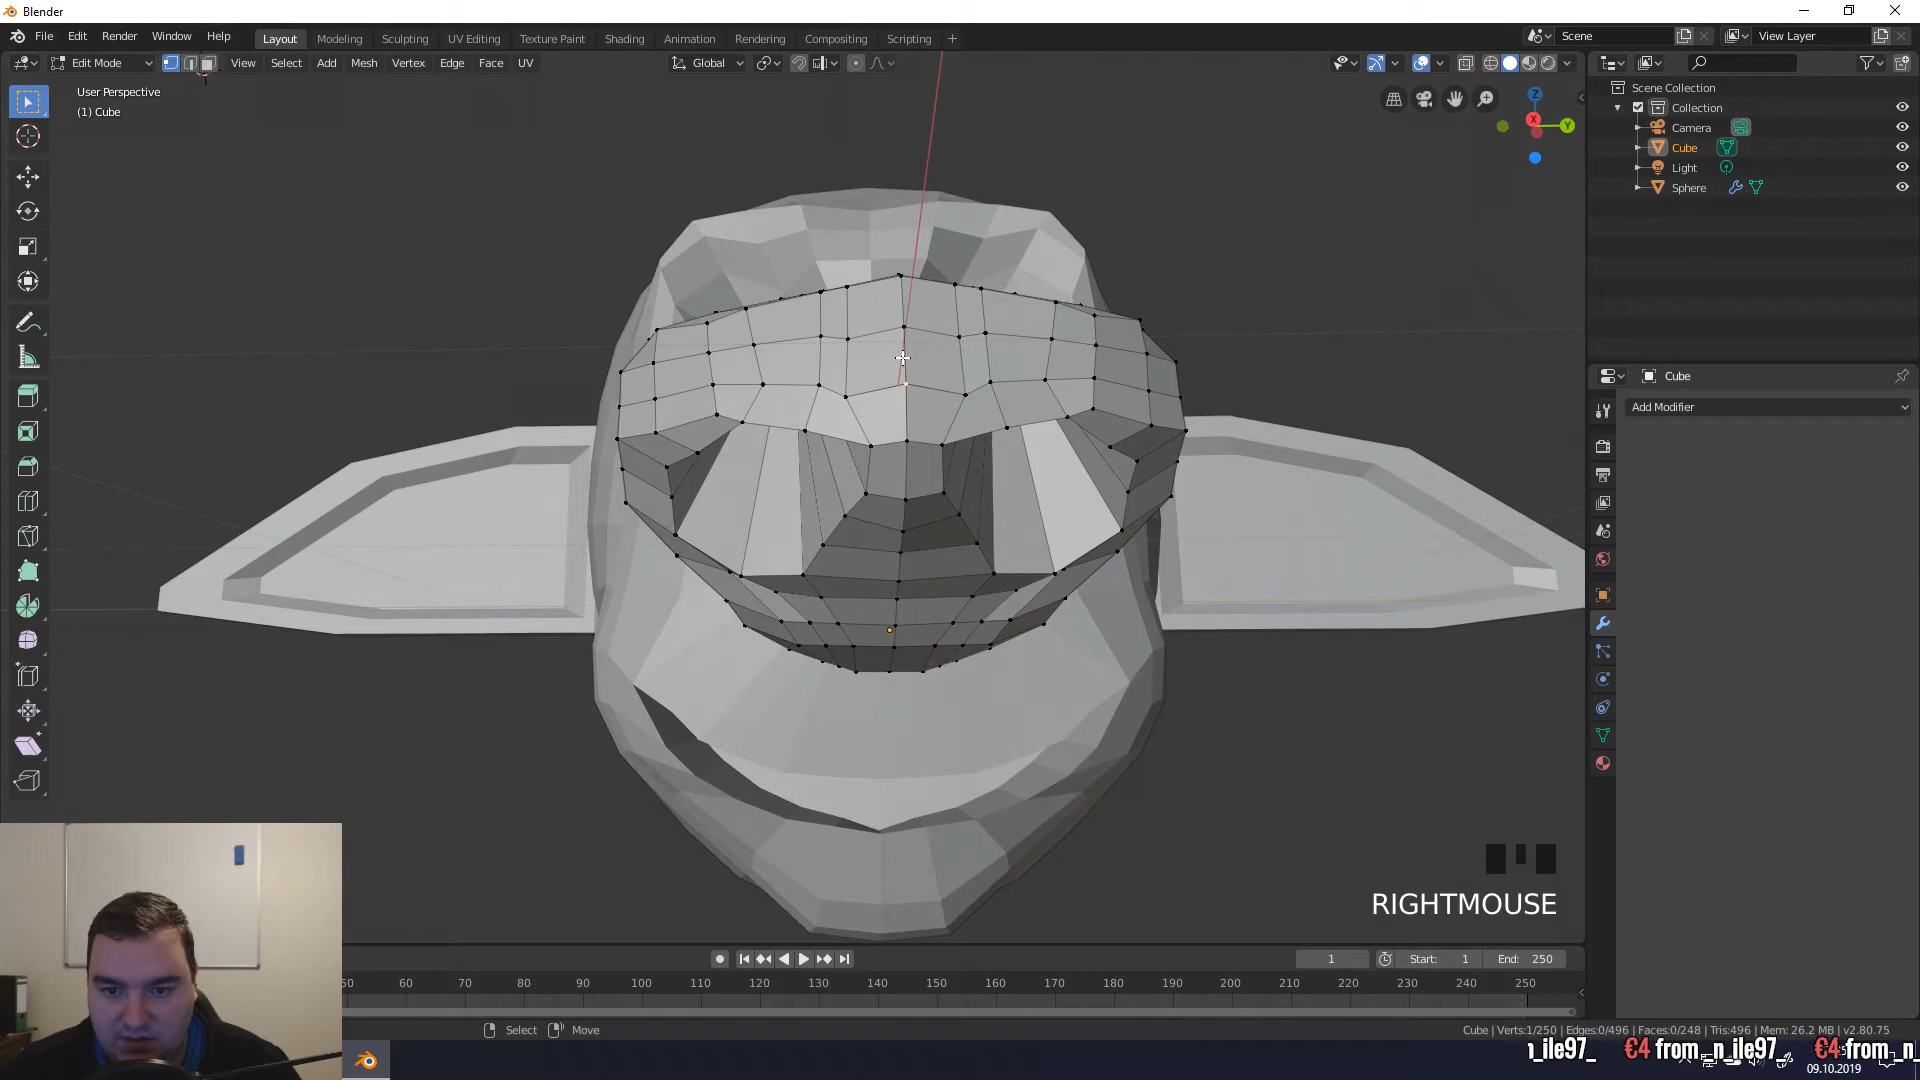 Blender
File Edit Render Window Help
Layout Modeling Sculpting UV Editing Texture Paint Shading Animation Rendering Compositing Scripting +
Scene
View Layer
Edit Mode
View Select Add Mesh Vertex Edge Face UV
Global
User Perspective
(1) Cube
Z
X
Y
Scene Collection
Collection
Camera
Cube
Light
Sphere
Cube
Add Modifier
RIGHTMOUSE
1
Start: 1
End: 250
50 60 70 80 90 100 110 120 130 140 150 160 170 180 190 200 210 220 230 240 250
Select
Move
Cube | Verts:1/250 | Edges:0/496 | Faces:0/248 | Tris:496 | Mem: 26.2 MB | v2.80.75
ı_ile97_ €4 from _n_ile97_ €4 from _n_
09.10.2019